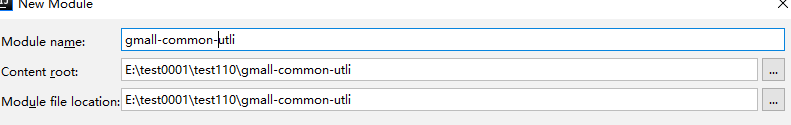 New Module
Module name: gmall-common-utli
Content root: E:\test0001\test110\gmall-common-utli ...
Module file location: E:\test0001\test110\gmall-common-utli ...